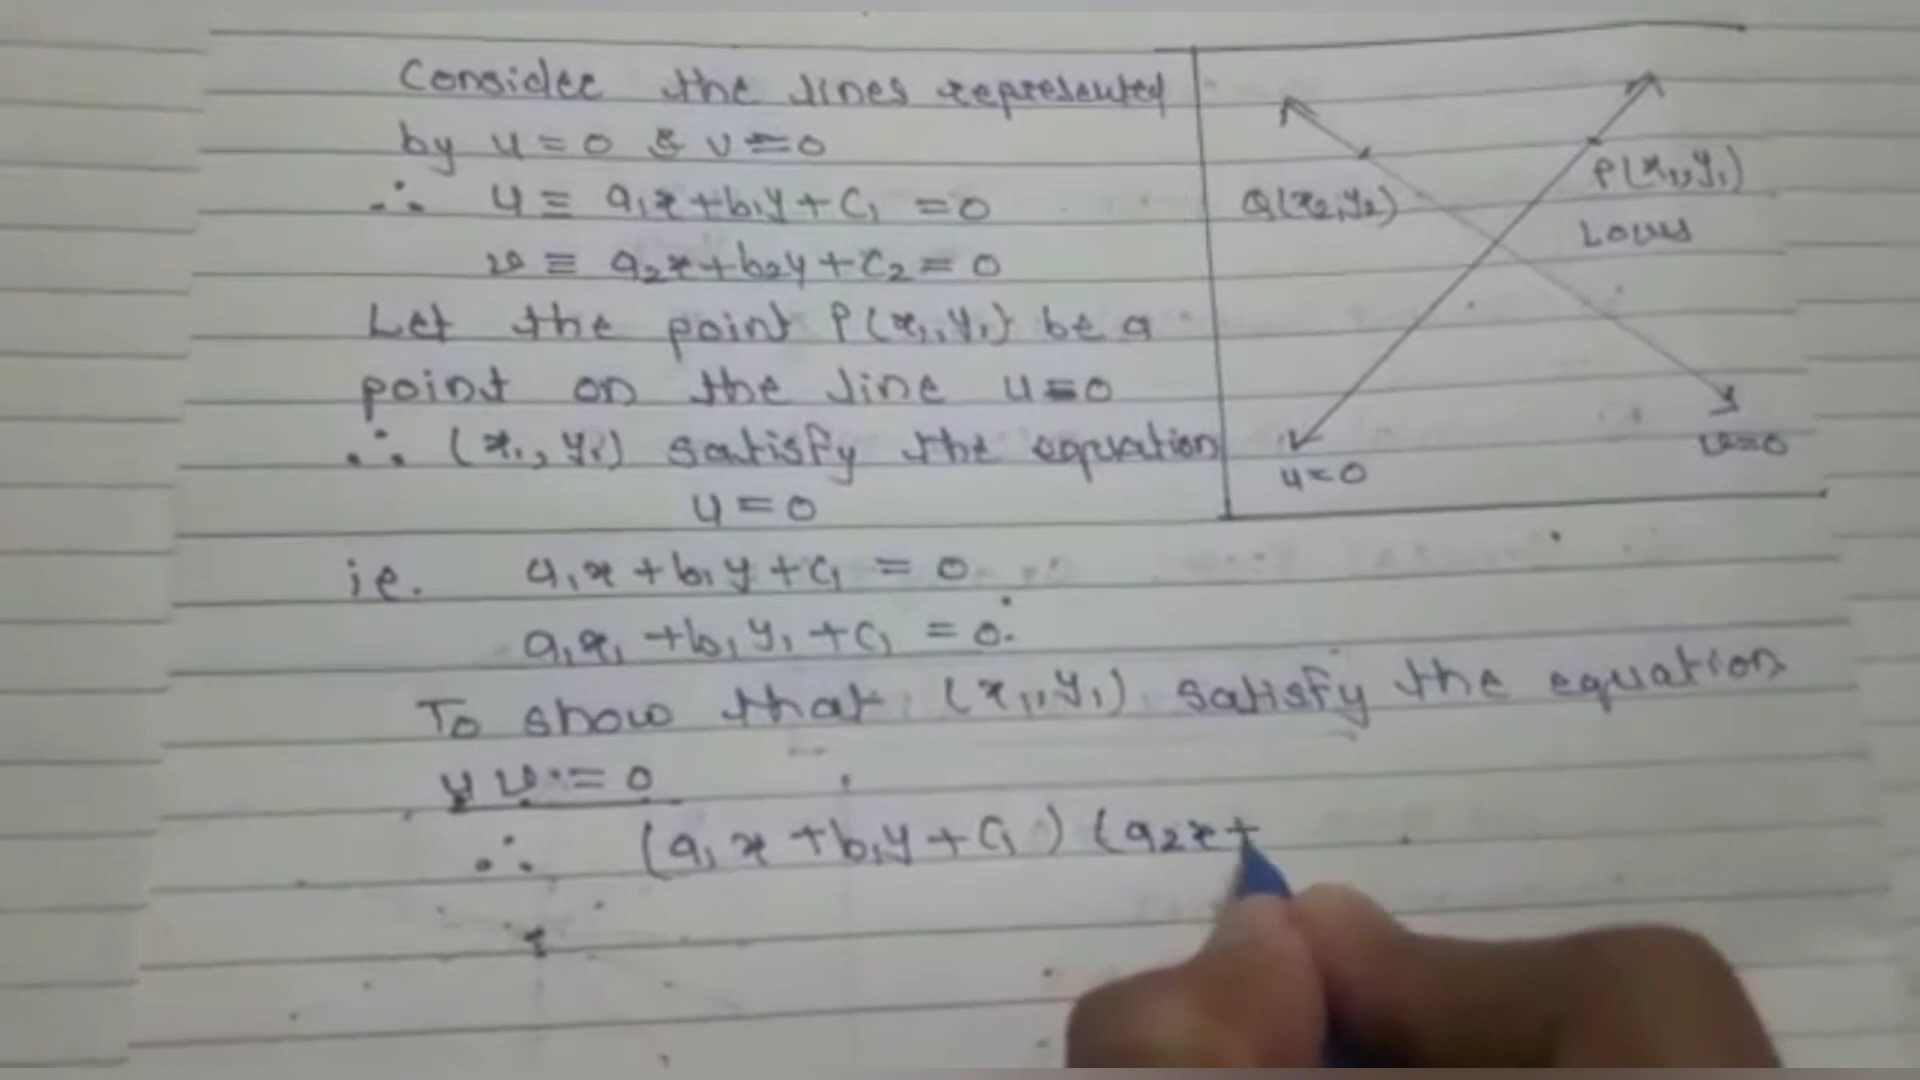 Consider the lines represented
by u = 0 & v = 0
∴ u ≡ a₁x + b₁y + c₁ = 0
v ≡ a₂x + b₂y + c₂ = 0
Let the point P(x₁, y₁) be a
point on the line u = 0
∴ (x₁, y₁) satisfy the equation
u = 0
ie. a₁x + b₁y + c₁ = 0
a₁x₁ + b₁y₁ + c₁ = 0.
To show that (x₁, y₁) satisfy the equation
u v = 0
∴ (a₁x + b₁y + c₁) (a₂x +
P(x₁, y₁)
Q(x₂, y₂)
Locus
v = 0
u = 0